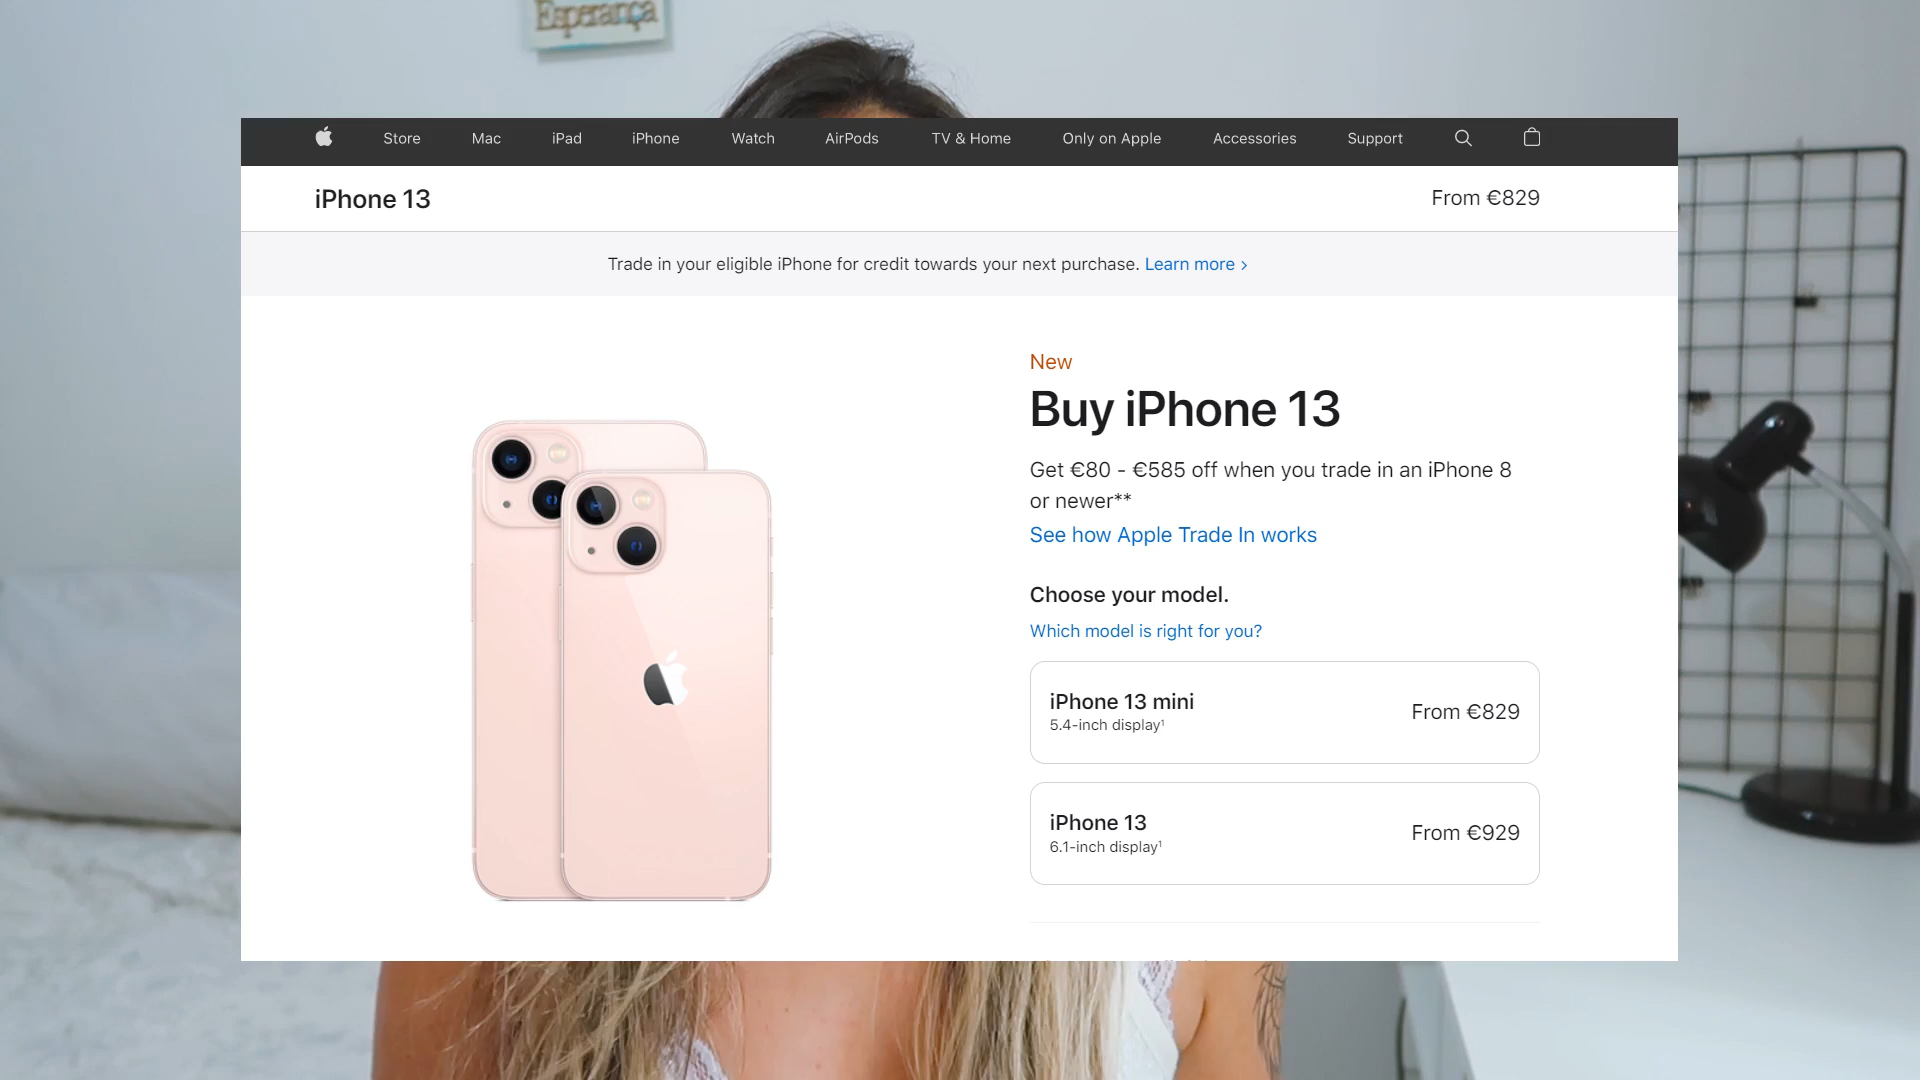 Esperança
Store Mac iPad iPhone Watch AirPods TV & Home Only on Apple Accessories Support
iPhone 13
From €829
Trade in your eligible iPhone for credit towards your next purchase. Learn more >
New
Buy iPhone 13
Get €80 - €585 off when you trade in an iPhone 8
or newer**
See how Apple Trade In works
Choose your model.
Which model is right for you?
iPhone 13 mini
5.4-inch display¹
From €829
iPhone 13
6.1-inch display¹
From €929